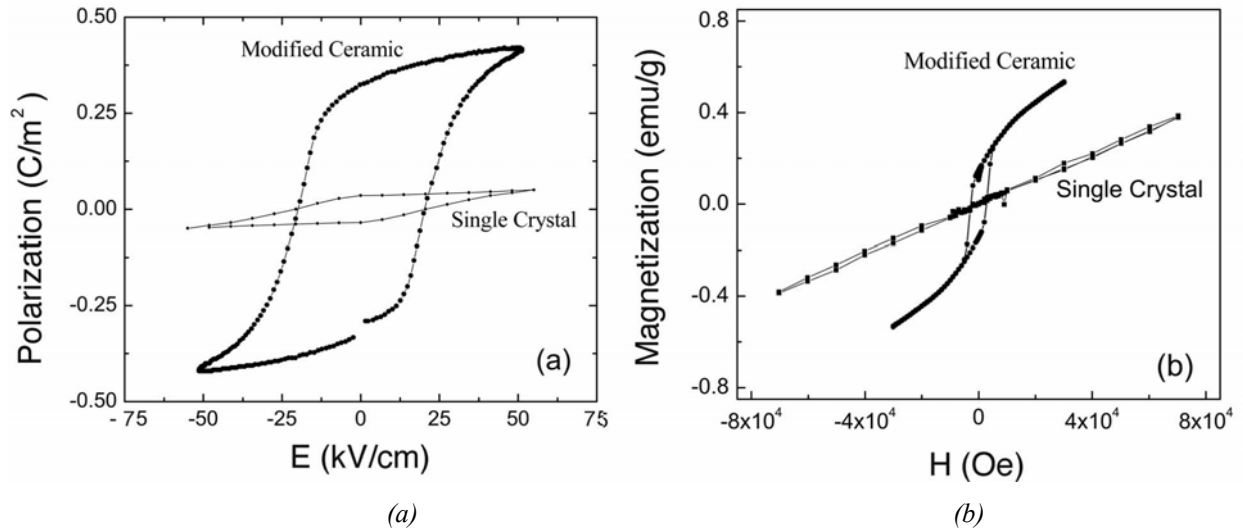 0.50
Modified Ceramic
0.25
0.00
Single Crystal
-0.25
(a)
-0.50
- 75
-50
-25
0
25
50
75
Polarization (C/m²)
E (kV/cm)
(a)
0.8
Modified Ceramic
0.4
0.0
Single Crystal
-0.4
-0.8
(b)
-8x10⁴
-4x10⁴
0
4x10⁴
8x10⁴
Magnetization (emu/g)
H (Oe)
(b)